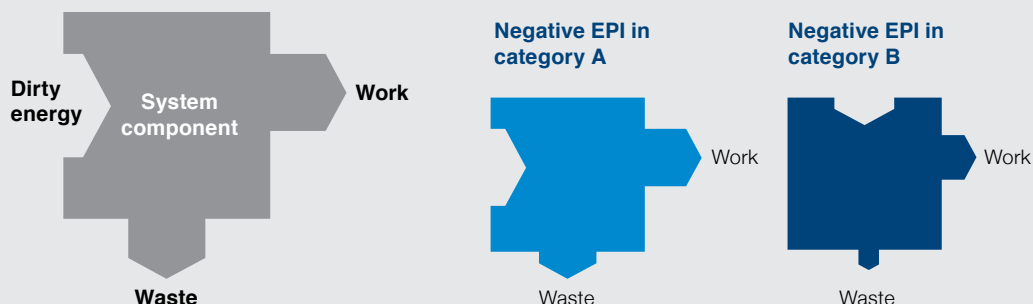 Dirty
energy
System
component
Work
Waste
Negative EPI in
category A
Work
Waste
Negative EPI in
category B
Work
Waste